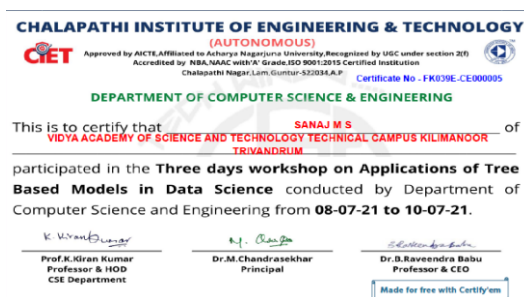 CHALAPATHI INSTITUTE OF ENGINEERING & TECHNOLOGY
(AUTONOMOUS)
CIET
Approved by AICTE,Affiliated to Acharya Nagarjuna University,Recognized by UGC under section 2(f)
Accredited by NBA,NAAC with'A' Grade.ISO 9001:2015 Certified Institution
Chalapathi Nagar,Lam,Guntur-522034,A.P
Certificate No - FK039E-CE000005
DEPARTMENT OF COMPUTER SCIENCE & ENGINEERING
This is to certify that SANAJ M S of
VIDYA ACADEMY OF SCIENCE AND TECHNOLOGY TECHNICAL CAMPUS KILIMANOOR
TRIVANDRUM
participated in the Three days workshop on Applications of Tree
Based Models in Data Science conducted by Department of
Computer Science and Engineering from 08-07-21 to 10-07-21.
K. Kiran Kumar
Prof.K.Kiran Kumar
Professor & HOD
CSE Department
Dr.M.Chandrasekhar
Principal
Dr.B.Raveendra Babu
Professor & CEO
Made for free with Certify'em